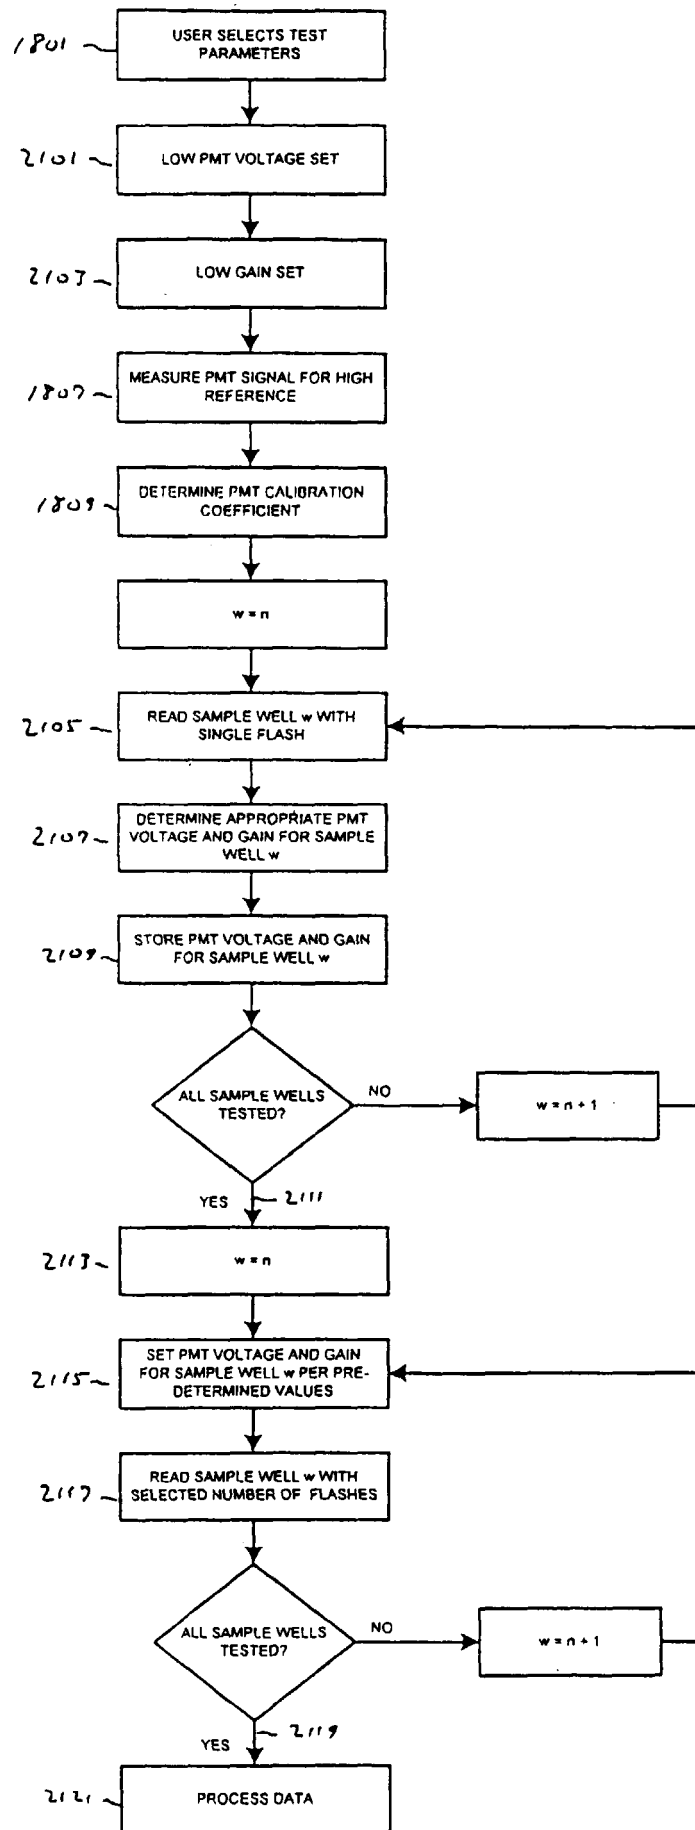 1801
USER SELECTS TEST
PARAMETERS
2101
LOW PMT VOLTAGE SET
2103
LOW GAIN SET
1807
MEASURE PMT SIGNAL FOR HIGH
REFERENCE
1809
DETERMINE PMT CALIBRATION
COEFFICIENT
w = n
2105
READ SAMPLE WELL w WITH
SINGLE FLASH
2107
DETERMINE APPROPRIATE PMT
VOLTAGE AND GAIN FOR SAMPLE
WELL w
2109
STORE PMT VOLTAGE AND GAIN
FOR SAMPLE WELL w
ALL SAMPLE WELLS
TESTED?
NO
w = n + 1
YES
2111
2113
w = n
2115
SET PMT VOLTAGE AND GAIN
FOR SAMPLE WELL w PER PRE-
DETERMINED VALUES
2117
READ SAMPLE WELL w WITH
SELECTED NUMBER OF FLASHES
ALL SAMPLE WELLS
TESTED?
NO
w = n + 1
YES
2119
2121
PROCESS DATA